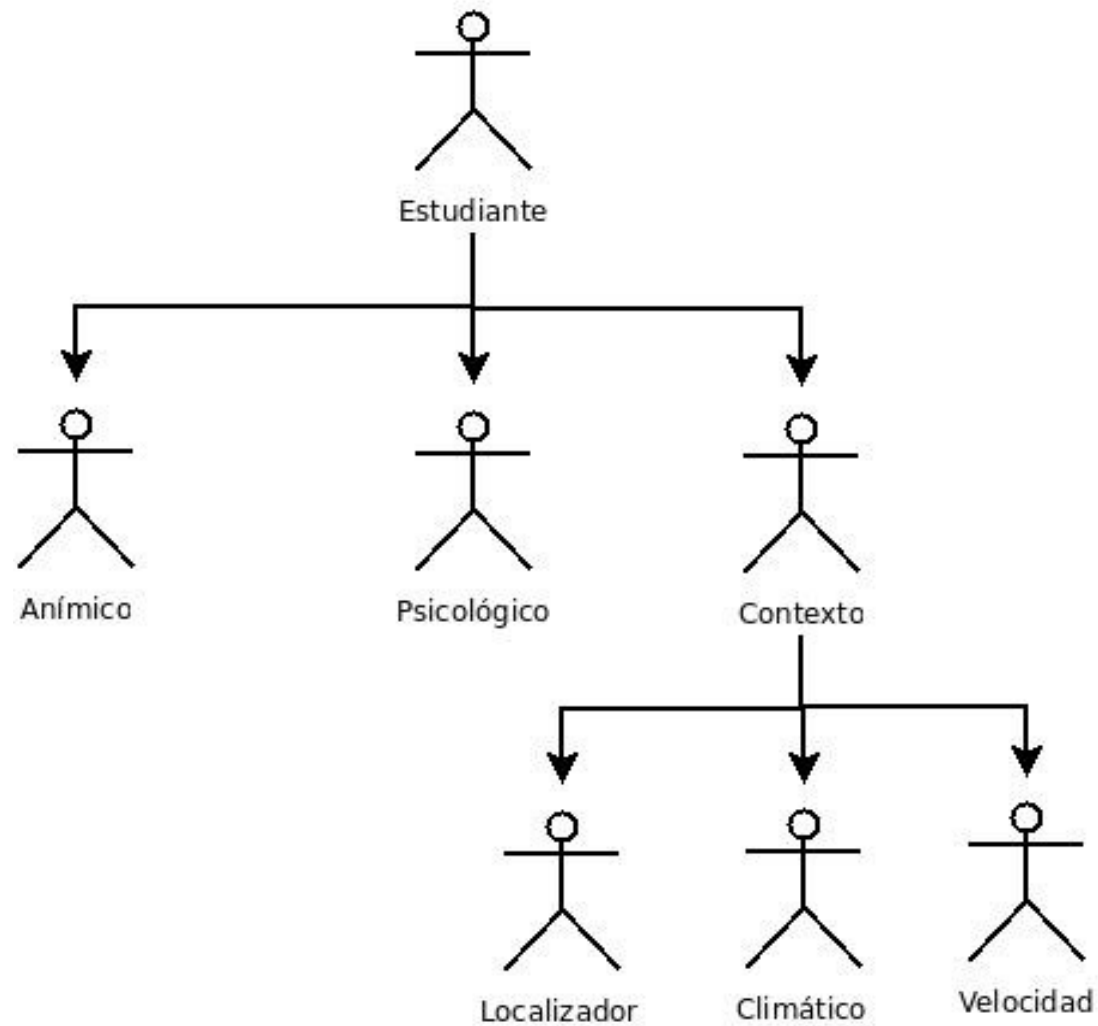 Estudiante
Anímico
Psicológico
Contexto
Localizador
Climático
Velocidad